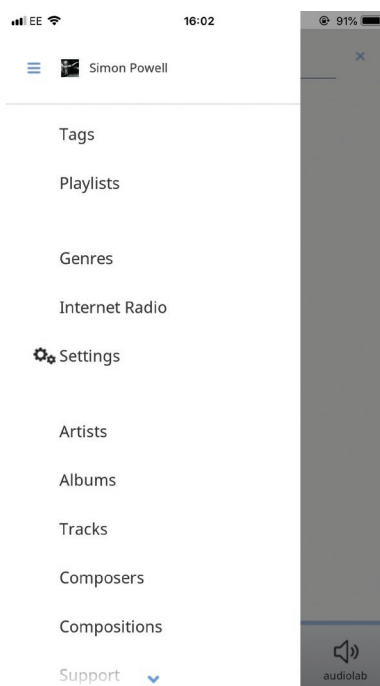 EE 16:02 91%
Simon Powell
Tags
Playlists
Genres
Internet Radio
Settings
Artists
Albums
Tracks
Composers
Compositions
Support
audiolab